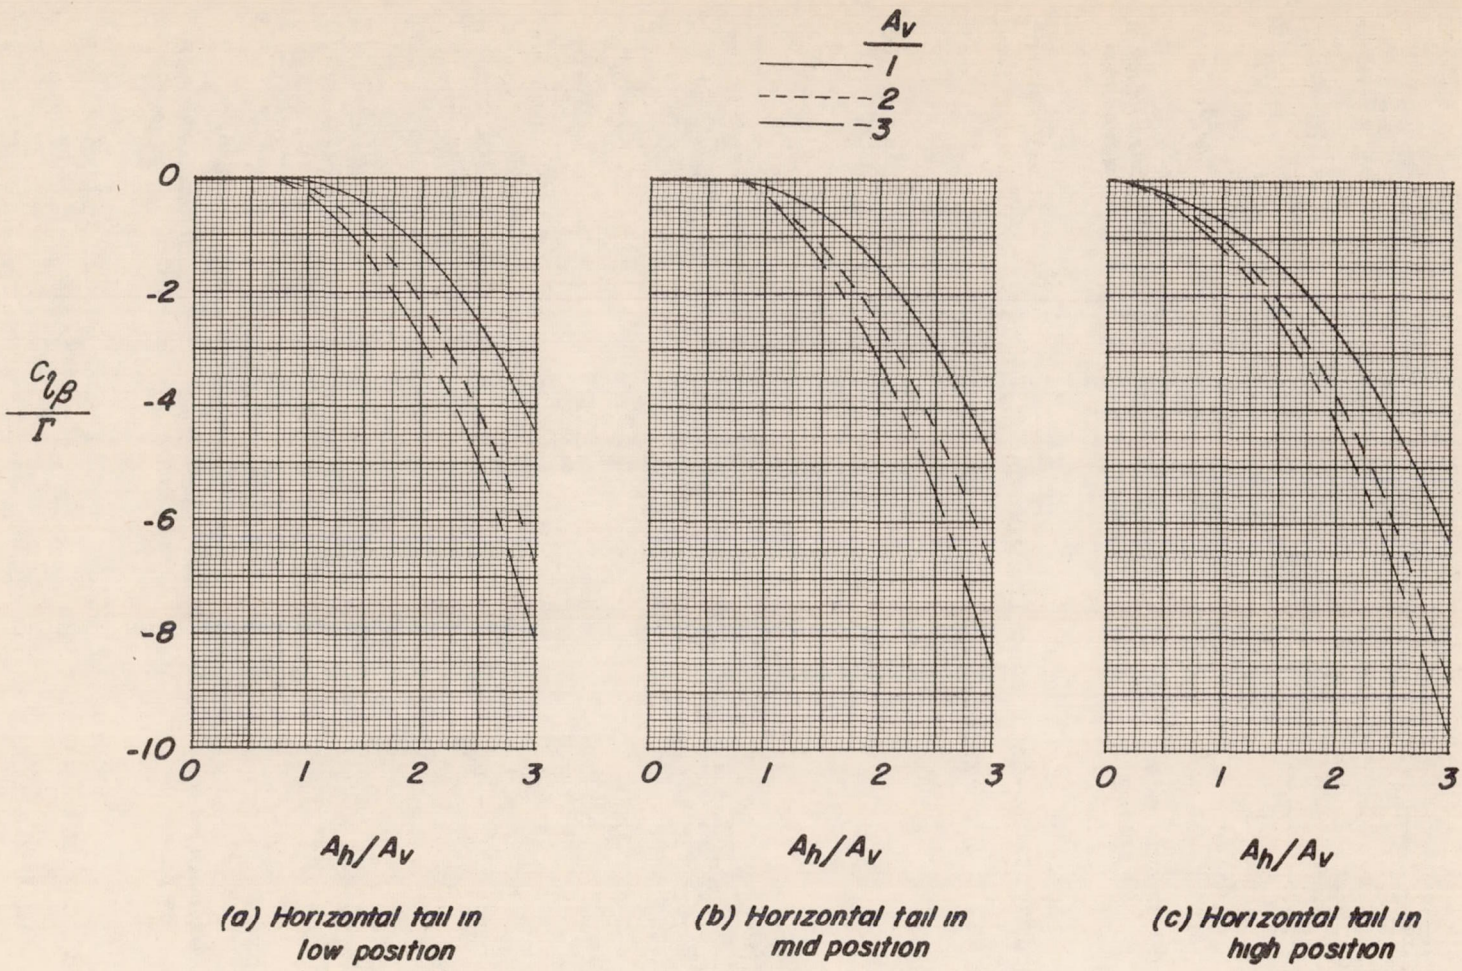 A_v
1
2
3
0
-2
-4
-6
-8
-10
C_lβ
Γ
0 1 2 3
0 1 2 3
0 1 2 3
A_h/A_v
A_h/A_v
A_h/A_v
(a) Horizontal tail in
low position
(b) Horizontal tail in
mid position
(c) Horizontal tail in
high position